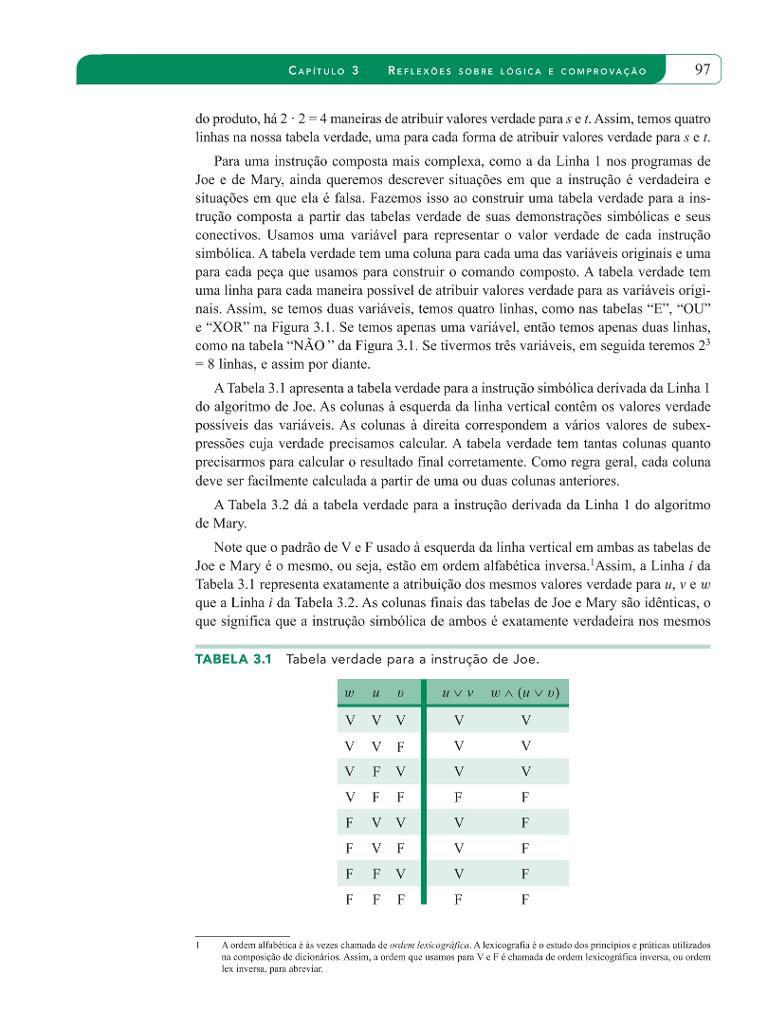 CAPÍTULO 3 REFLEXÕES SOBRE LÓGICA E COMPROVAÇÃO 97
do produto, há 2 · 2 = 4 maneiras de atribuir valores verdade para s e t. Assim, temos quatro
linhas na nossa tabela verdade, uma para cada forma de atribuir valores verdade para s e t.
Para uma instrução composta mais complexa, como a da Linha 1 nos programas de
Joe e de Mary, ainda queremos descrever situações em que a instrução é verdadeira e
situações em que ela é falsa. Fazemos isso ao construir uma tabela verdade para a ins-
trução composta a partir das tabelas verdade de suas demonstrações simbólicas e seus
conectivos. Usamos uma variável para representar o valor verdade de cada instrução
simbólica. A tabela verdade tem uma coluna para cada uma das variáveis originais e uma
para cada peça que usamos para construir o comando composto. A tabela verdade tem
uma linha para cada maneira possível de atribuir valores verdade para as variáveis origi-
nais. Assim, se temos duas variáveis, temos quatro linhas, como nas tabelas “E”, “OU”
e “XOR” na Figura 3.1. Se temos apenas uma variável, então temos apenas duas linhas,
como na tabela “NÃO ” da Figura 3.1. Se tivermos três variáveis, em seguida teremos 2³
= 8 linhas, e assim por diante.
A Tabela 3.1 apresenta a tabela verdade para a instrução simbólica derivada da Linha 1
do algoritmo de Joe. As colunas à esquerda da linha vertical contêm os valores verdade
possíveis das variáveis. As colunas à direita correspondem a vários valores de subex-
pressões cuja verdade precisamos calcular. A tabela verdade tem tantas colunas quanto
precisarmos para calcular o resultado final corretamente. Como regra geral, cada coluna
deve ser facilmente calculada a partir de uma ou duas colunas anteriores.
A Tabela 3.2 dá a tabela verdade para a instrução derivada da Linha 1 do algoritmo
de Mary.
Note que o padrão de V e F usado à esquerda da linha vertical em ambas as tabelas de
Joe e Mary é o mesmo, ou seja, estão em ordem alfabética inversa.¹Assim, a Linha i da
Tabela 3.1 representa exatamente a atribuição dos mesmos valores verdade para u, v e w
que a Linha i da Tabela 3.2. As colunas finais das tabelas de Joe e Mary são idênticas, o
que significa que a instrução simbólica de ambos é exatamente verdadeira nos mesmos
TABELA 3.1 Tabela verdade para a instrução de Joe.
w u v u ∨ v w ∧ (u ∨ v)
V V V V V
V V F V V
V F V V V
V F F F F
F V V V F
F V F V F
F F V V F
F F F F F
1 A ordem alfabética é às vezes chamada de ordem lexicográfica. A lexicografia é o estudo dos princípios e práticas utilizados
na composição de dicionários. Assim, a ordem que usamos para V e F é chamada de ordem lexicográfica inversa, ou ordem
lex inversa, para abreviar.